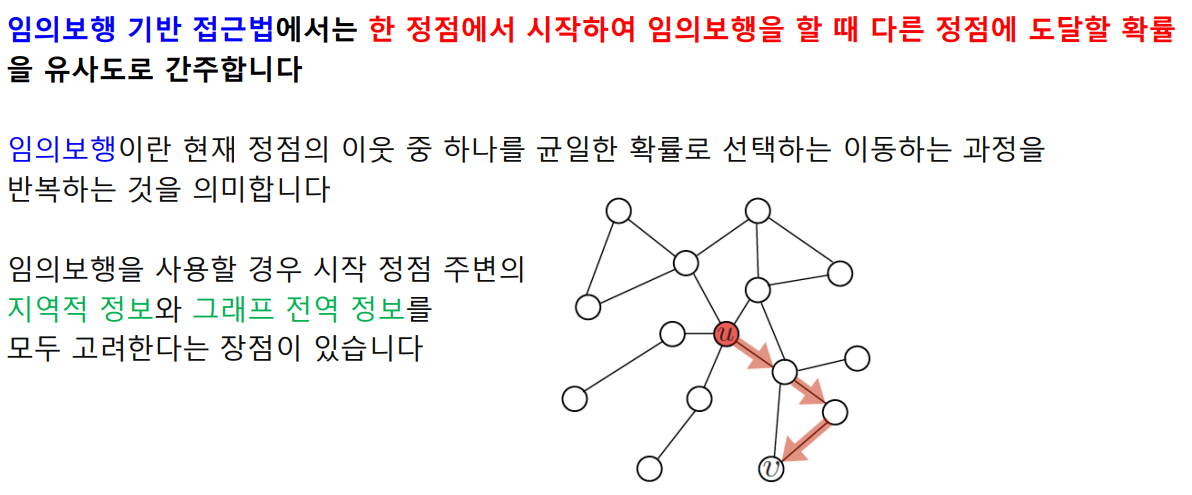 임의보행 기반 접근법에서는 한 정점에서 시작하여 임의보행을 할 때 다른 정점에 도달할 확률
을 유사도로 간주합니다
임의보행이란 현재 정점의 이웃 중 하나를 균일한 확률로 선택하는 이동하는 과정을
반복하는 것을 의미합니다
임의보행을 사용할 경우 시작 정점 주변의
지역적 정보와 그래프 전역 정보를
모두 고려한다는 장점이 있습니다
u
v